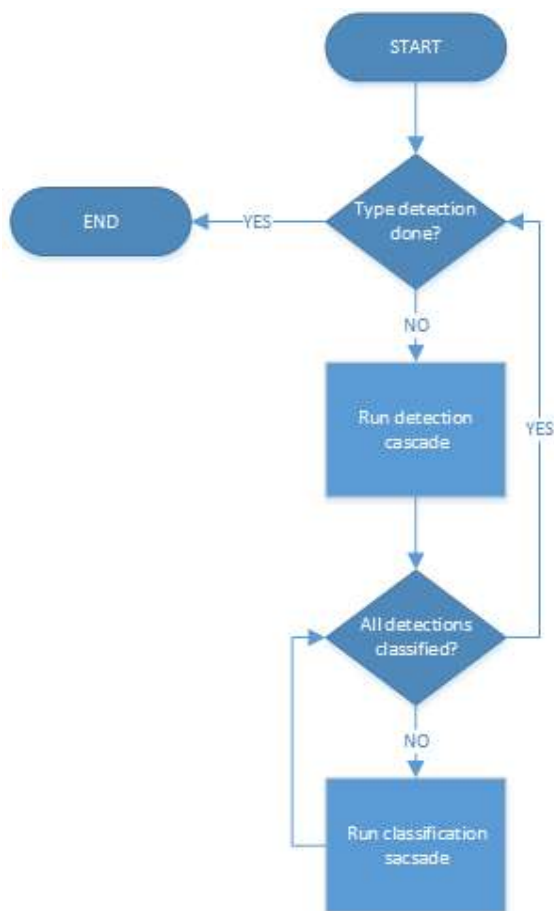 START
Type detection
done?
YES
END
NO
Run detection
cascade
YES
All detections
classified?
NO
Run classification
sacsade